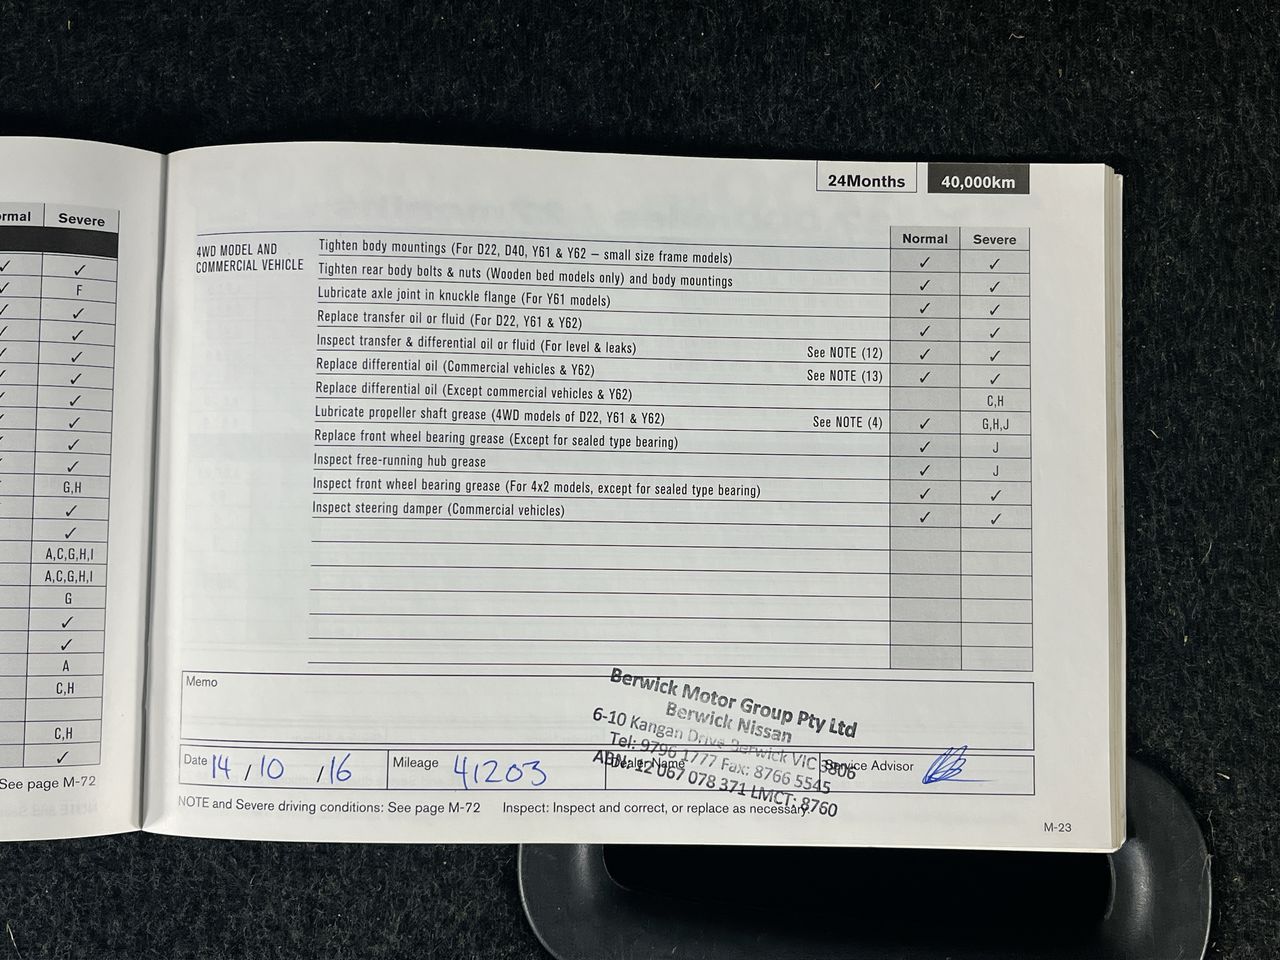 rmal Severe
✓ ✓
✓ F
✓ ✓
✓ ✓
✓ ✓
✓ ✓
✓ ✓
✓ ✓
✓ ✓
✓ ✓
G,H
✓
✓
A,C,G,H,I
A,C,G,H,I
G
✓
✓
A
C,H
C,H
✓
See page M-72
24Months 40,000km
Normal Severe
4WD MODEL AND
COMMERCIAL VEHICLE
Tighten body mountings (For D22, D40, Y61 & Y62 – small size frame models) ✓ ✓
Tighten rear body bolts & nuts (Wooden bed models only) and body mountings ✓ ✓
Lubricate axle joint in knuckle flange (For Y61 models) ✓ ✓
Replace transfer oil or fluid (For D22, Y61 & Y62) ✓ ✓
Inspect transfer & differential oil or fluid (For level & leaks) See NOTE (12) ✓ ✓
Replace differential oil (Commercial vehicles & Y62) See NOTE (13) ✓ ✓
Replace differential oil (Except commercial vehicles & Y62) C,H
Lubricate propeller shaft grease (4WD models of D22, Y61 & Y62) See NOTE (4) ✓ G,H,J
Replace front wheel bearing grease (Except for sealed type bearing) ✓ J
Inspect free-running hub grease ✓ J
Inspect front wheel bearing grease (For 4x2 models, except for sealed type bearing) ✓ ✓
Inspect steering damper (Commercial vehicles) ✓ ✓
Memo
Berwick Motor Group Pty Ltd
Berwick Nissan
6-10 Kangan Drive Berwick VIC 3806
Tel: 9796 1777 Fax: 8766 5545
ABN: 12 067 078 371 LMCT: 8760
Date 14 / 10 / 16 Mileage 41203 Dealer Name Service Advisor
NOTE and Severe driving conditions: See page M-72 Inspect: Inspect and correct, or replace as necessary.
M-23